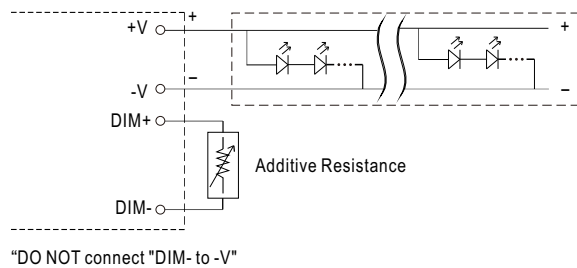 +V
+
+
-V
−
−
DIM+
Additive Resistance
DIM-
“DO NOT connect "DIM- to -V"